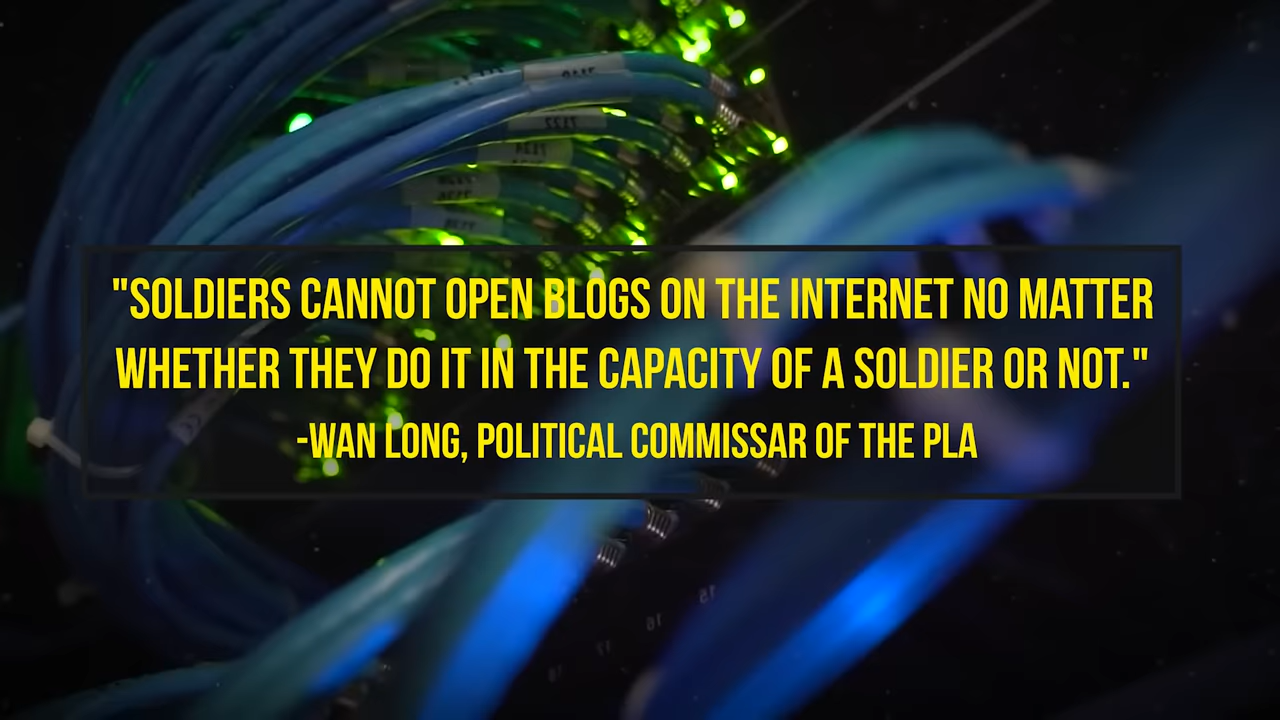 "SOLDIERS CANNOT OPEN BLOGS ON THE INTERNET NO MATTER
WHETHER THEY DO IT IN THE CAPACITY OF A SOLDIER OR NOT."
-WAN LONG, POLITICAL COMMISSAR OF THE PLA